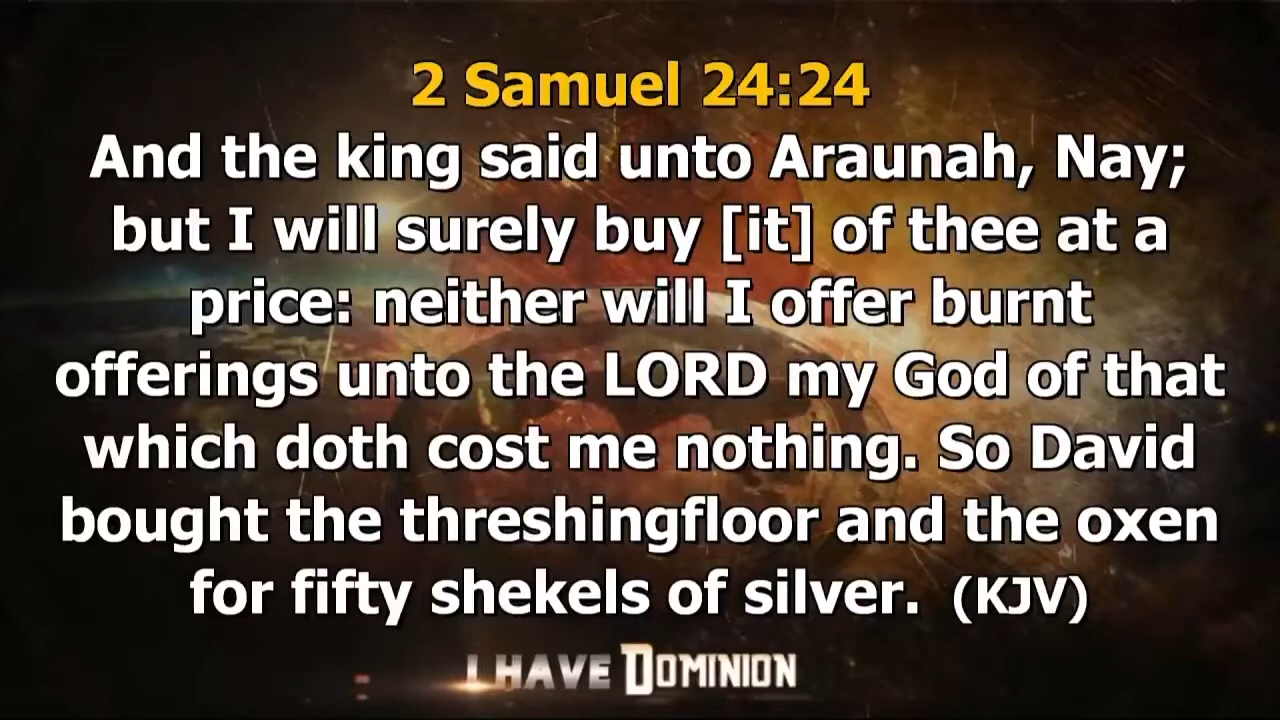 2 Samuel 24:24
And the king said unto Araunah, Nay;
but I will surely buy [it] of thee at a
price: neither will I offer burnt
offerings unto the LORD my God of that
which doth cost me nothing. So David
bought the threshingfloor and the oxen
for fifty shekels of silver. (KJV)
I HAVE DOMINION